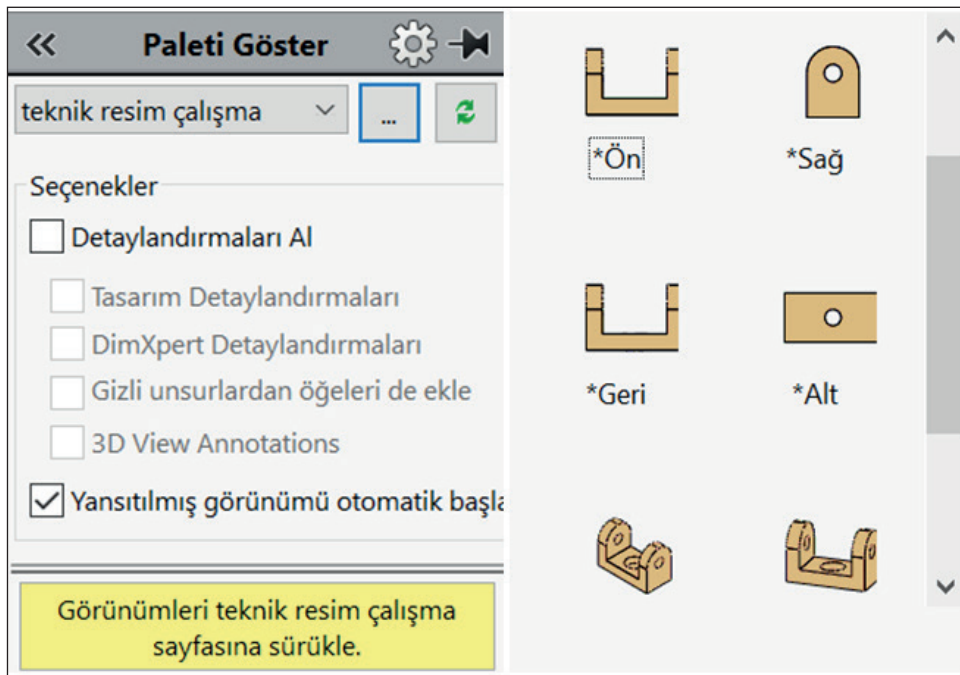 Paleti Göster
teknik resim çalışma
...
Seçenekler
Detaylandırmaları Al
Tasarım Detaylandırmaları
DimXpert Detaylandırmaları
Gizli unsurlardan öğeleri de ekle
3D View Annotations
Yansıtılmış görünümü otomatik başla
Görünümleri teknik resim çalışma
sayfasına sürükle.
*Ön
*Sağ
*Geri
*Alt